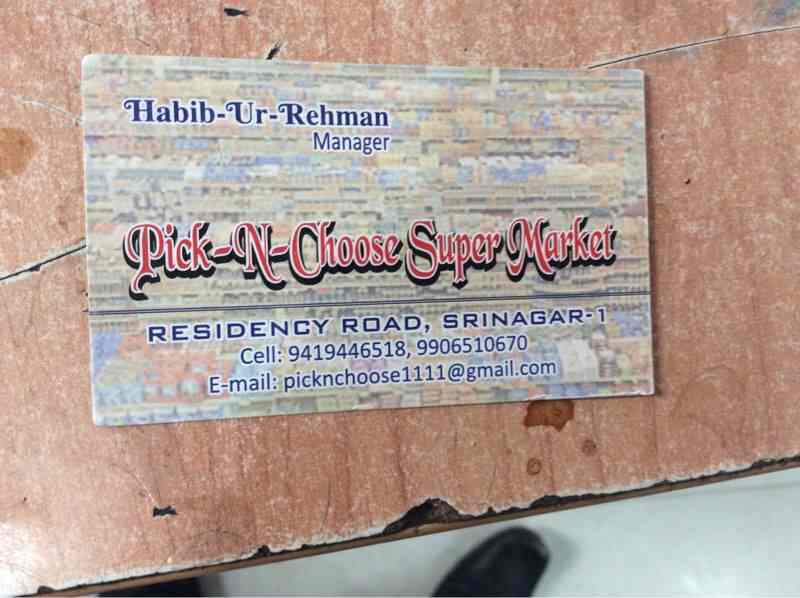 Habib-Ur-Rehman
Manager
Pick-N-Choose Super Market
RESIDENCY ROAD, SRINAGAR-1
Cell: 9419446518, 9906510670
E-mail: picknchoose1111@gmail.com